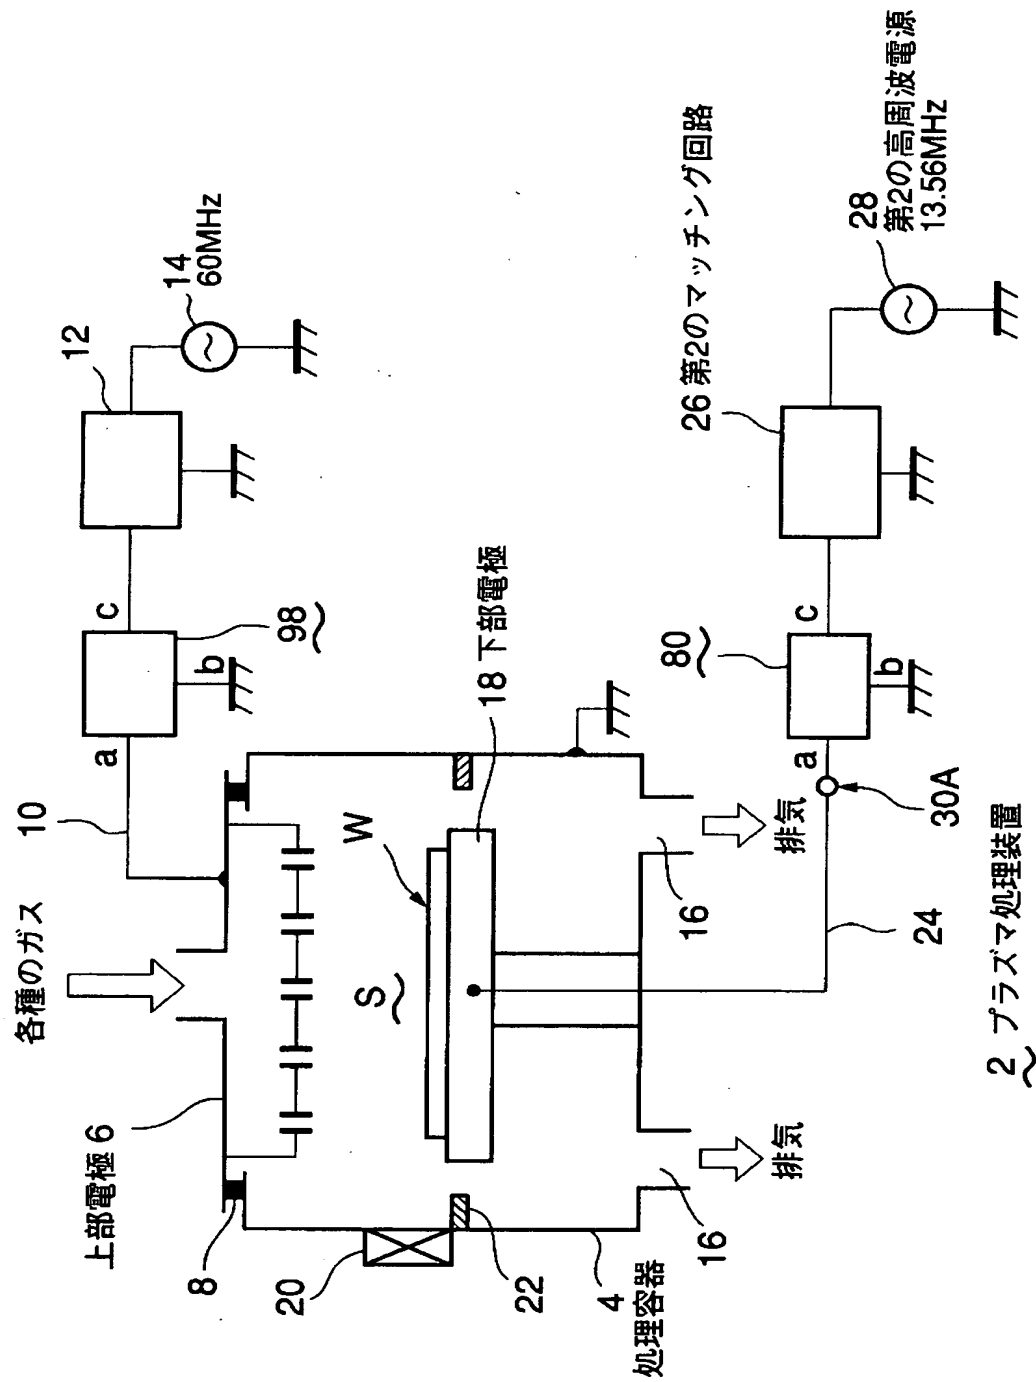 各種のガス
10
a
c
12
14
60MHz
98
b
上部電極 6
8
20
22
4
処理容器
S
W
18 下部電極
16
排気
16
排気
24
30A
a
b
c
80
26 第2のマッチング回路
28
第2の高周波電源
13.56MHz
2 プラズマ処理装置